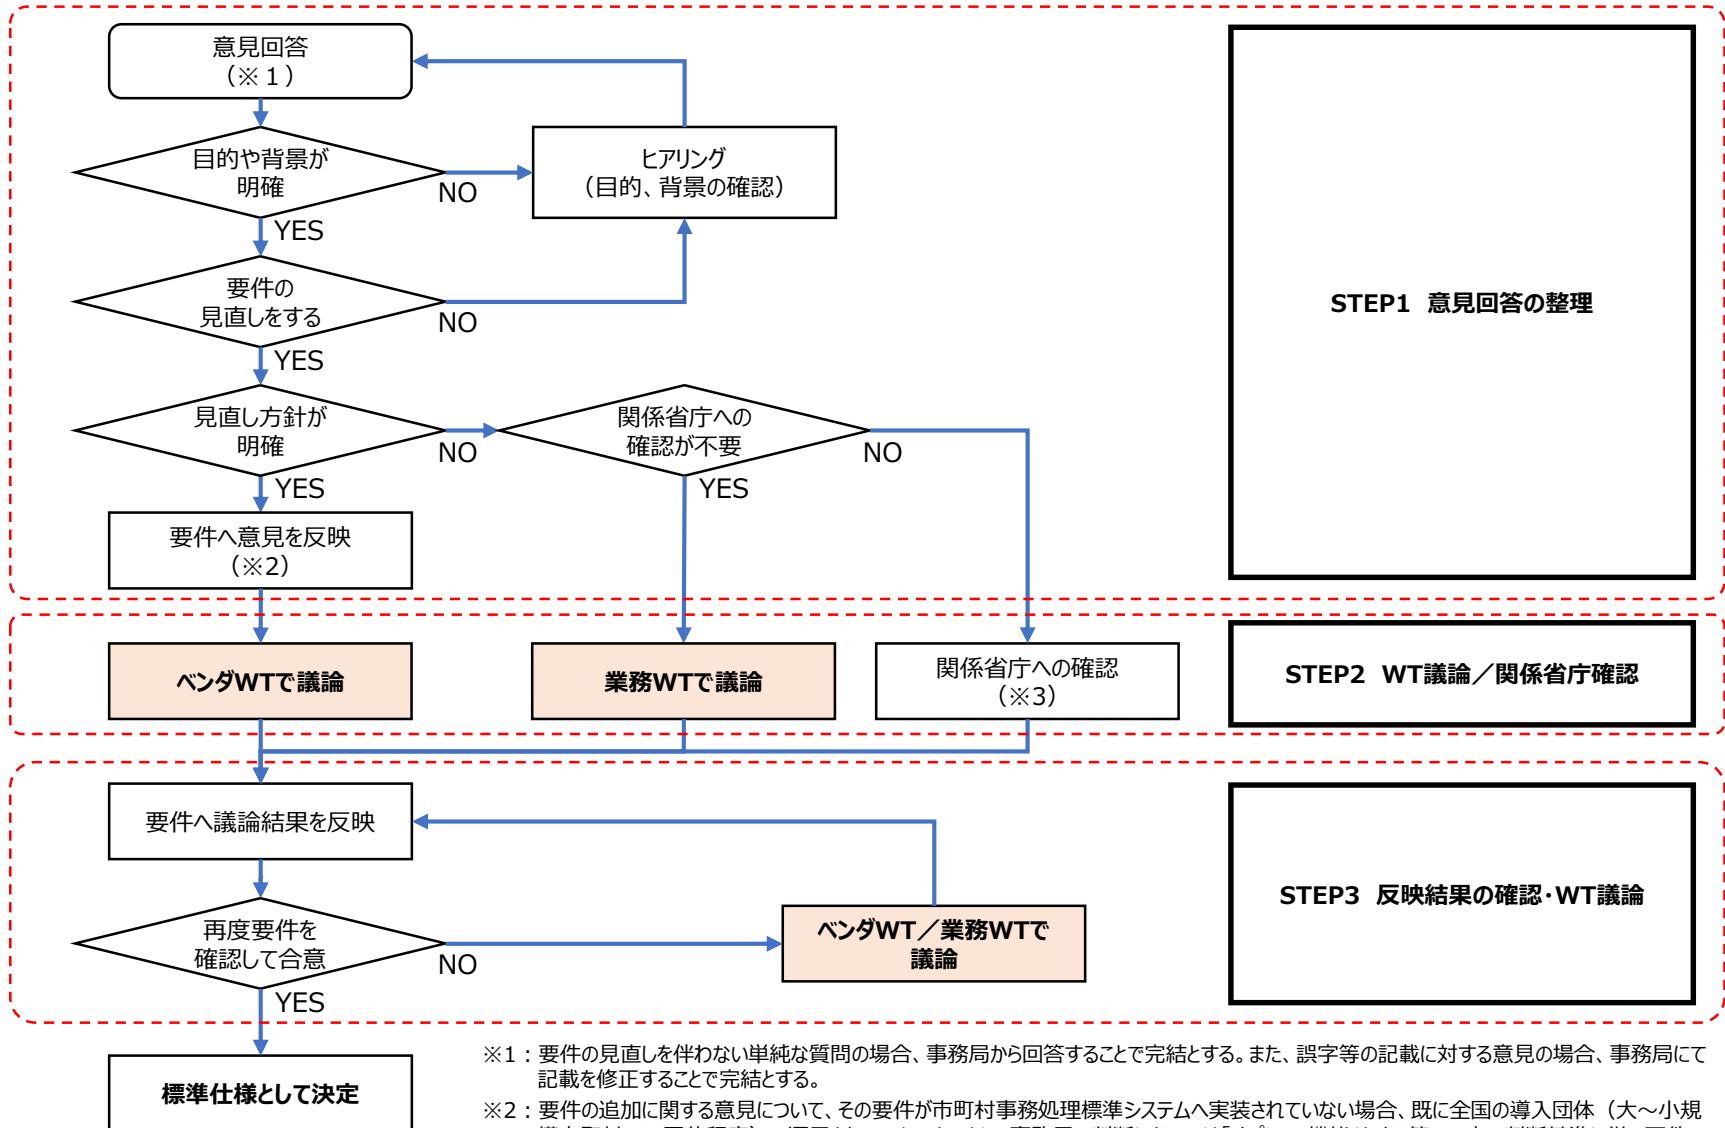 意見回答
（※１）
目的や背景が
明確
NO
ヒアリング
（目的、背景の確認）
YES
要件の
見直しをする
NO
YES
見直し方針が
明確
NO
関係省庁への
確認が不要
NO
YES
YES
要件へ意見を反映
（※2）
STEP1 意見回答の整理
ベンダWTで議論
業務WTで議論
関係省庁への確認
（※3）
STEP2 WT議論／関係省庁確認
要件へ議論結果を反映
再度要件を
確認して合意
NO
ベンダWT／業務WTで
議論
YES
STEP3 反映結果の確認・WT議論
標準仕様として決定
※1：要件の見直しを伴わない単純な質問の場合、事務局から回答することで完結とする。また、誤字等の記載に対する意見の場合、事務局にて
記載を修正することで完結とする。
※2：要件の追加に関する意見について、その要件が市町村事務処理標準システムへ実装されていない場合、既に全国の導入団体（大～小規